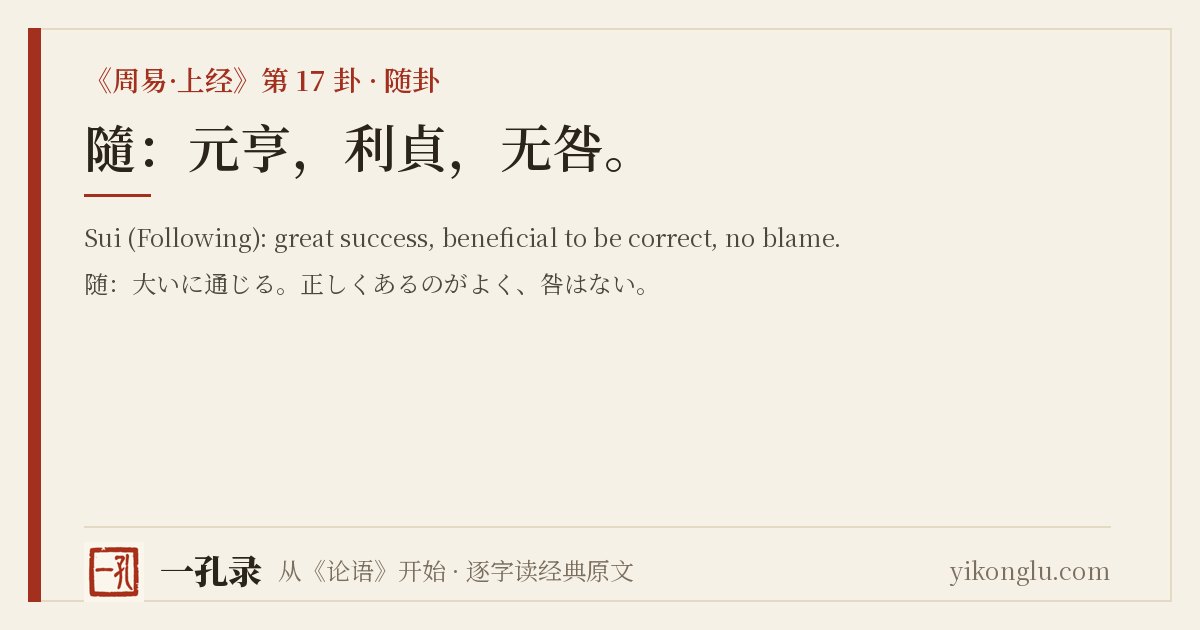 《周易·上经》第 17 卦 · 随卦
隨：元亨，利貞，无咎。
Sui (Following): great success, beneficial to be correct, no blame.
随：大いに通じる。正しくあるのがよく、咎はない。
一孔
一孔录 从《论语》开始 · 逐字读经典原文
yikonglu.com